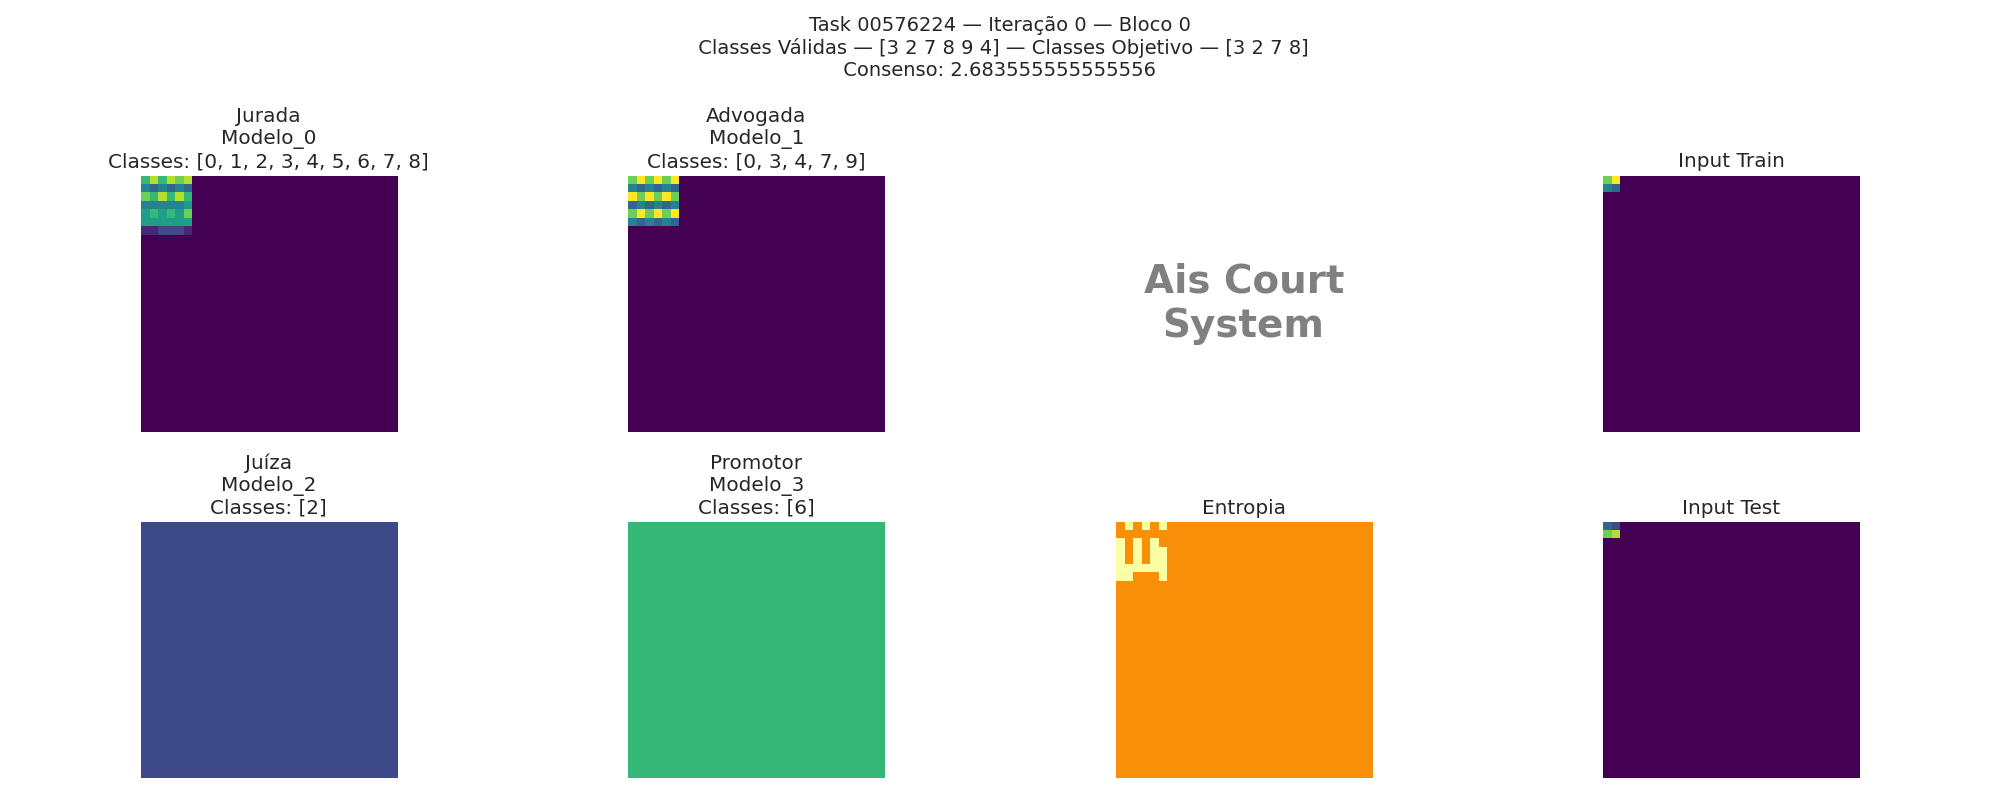 Task 00576224 — Iteração 0 — Bloco 0
Classes Válidas — [3 2 7 8 9 4] — Classes Objetivo — [3 2 7 8]
Consenso: 2.683555555555556
Jurada
Modelo_0
Classes: [0, 1, 2, 3, 4, 5, 6, 7, 8]
Advogada
Modelo_1
Classes: [0, 3, 4, 7, 9]
Ais Court
System
Input Train
Juíza
Modelo_2
Classes: [2]
Promotor
Modelo_3
Classes: [6]
Entropia
Input Test